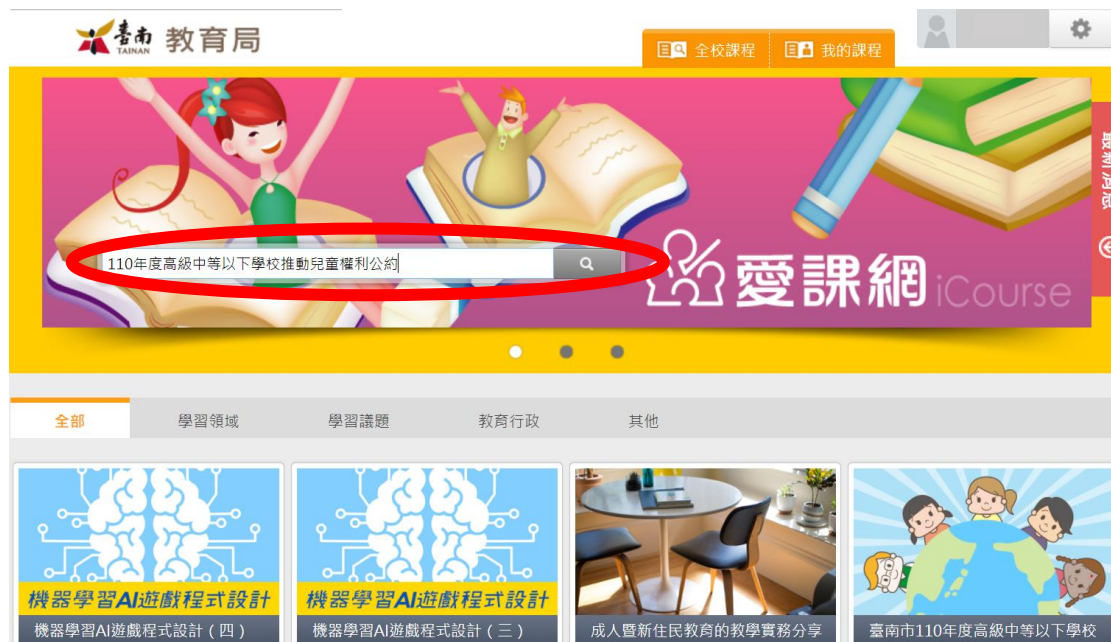 臺南 教育局
TAINAN
全校課程 我的課程
最新消息
110年度高級中等以下學校推動兒童權利公約
愛課網 iCourse
全部 學習領域 學習議題 教育行政 其他
機器學習AI遊戲程式設計
機器學習AI遊戲程式設計
機器學習AI遊戲程式設計(四)
機器學習AI遊戲程式設計(三)
成人暨新住民教育的教學實務分享
臺南市110年度高級中等以下學校